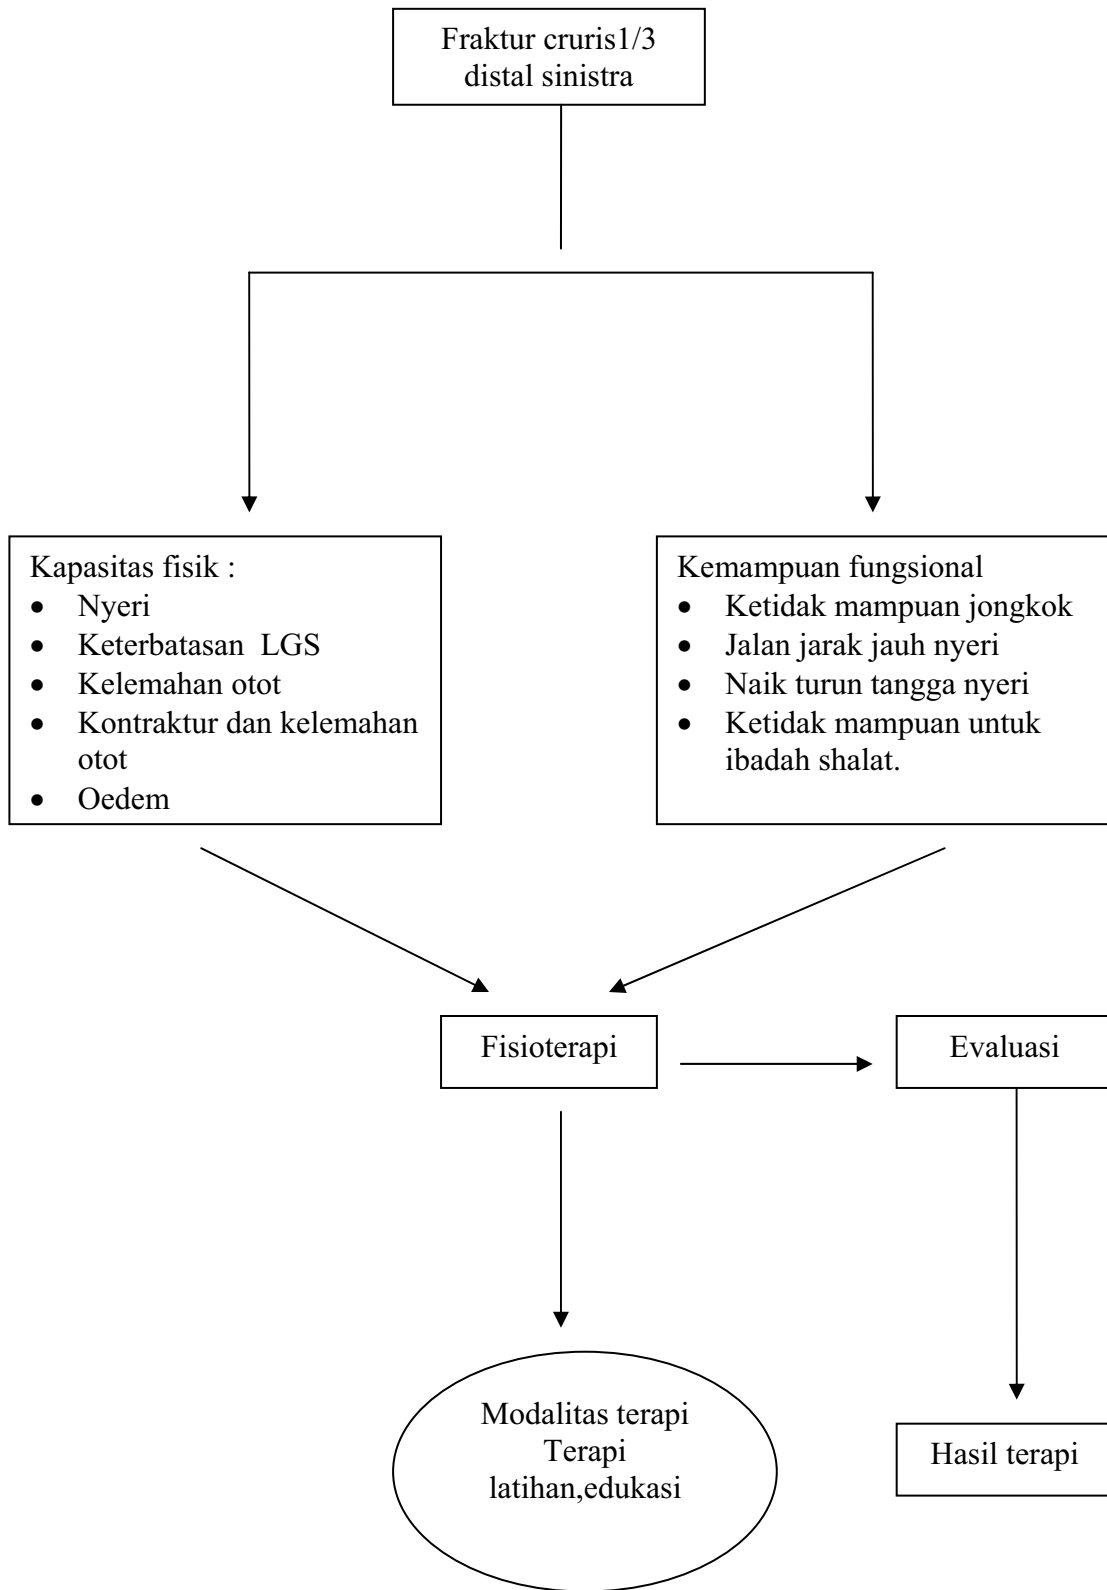 Fraktur cruris1/3
distal sinistra
Kapasitas fisik :
• Nyeri
• Keterbatasan LGS
• Kelemahan otot
• Kontraktur dan kelemahan
otot
• Oedem
Kemampuan fungsional
• Ketidak mampuan jongkok
• Jalan jarak jauh nyeri
• Naik turun tangga nyeri
• Ketidak mampuan untuk
ibadah shalat.
Fisioterapi
Evaluasi
Modalitas terapi
Terapi
latihan,edukasi
Hasil terapi